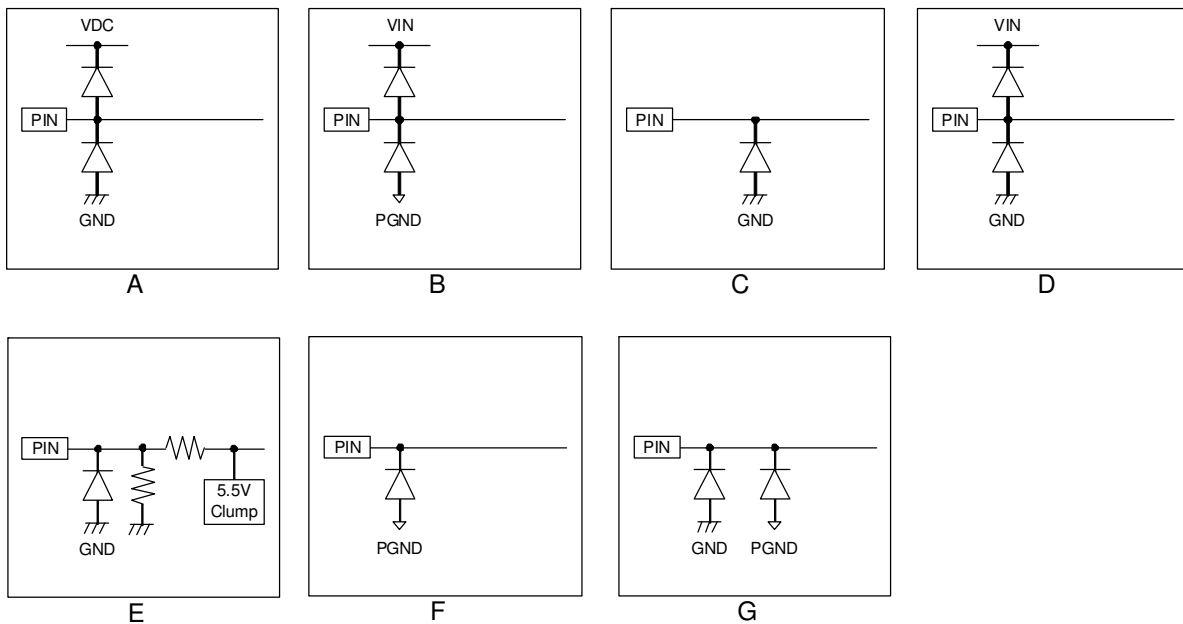 VDC
PIN
GND
A
VIN
PIN
PGND
B
PIN
GND
C
VIN
PIN
GND
D
PIN
GND
5.5V
Clump
E
PIN
PGND
F
PIN
GND
PGND
G